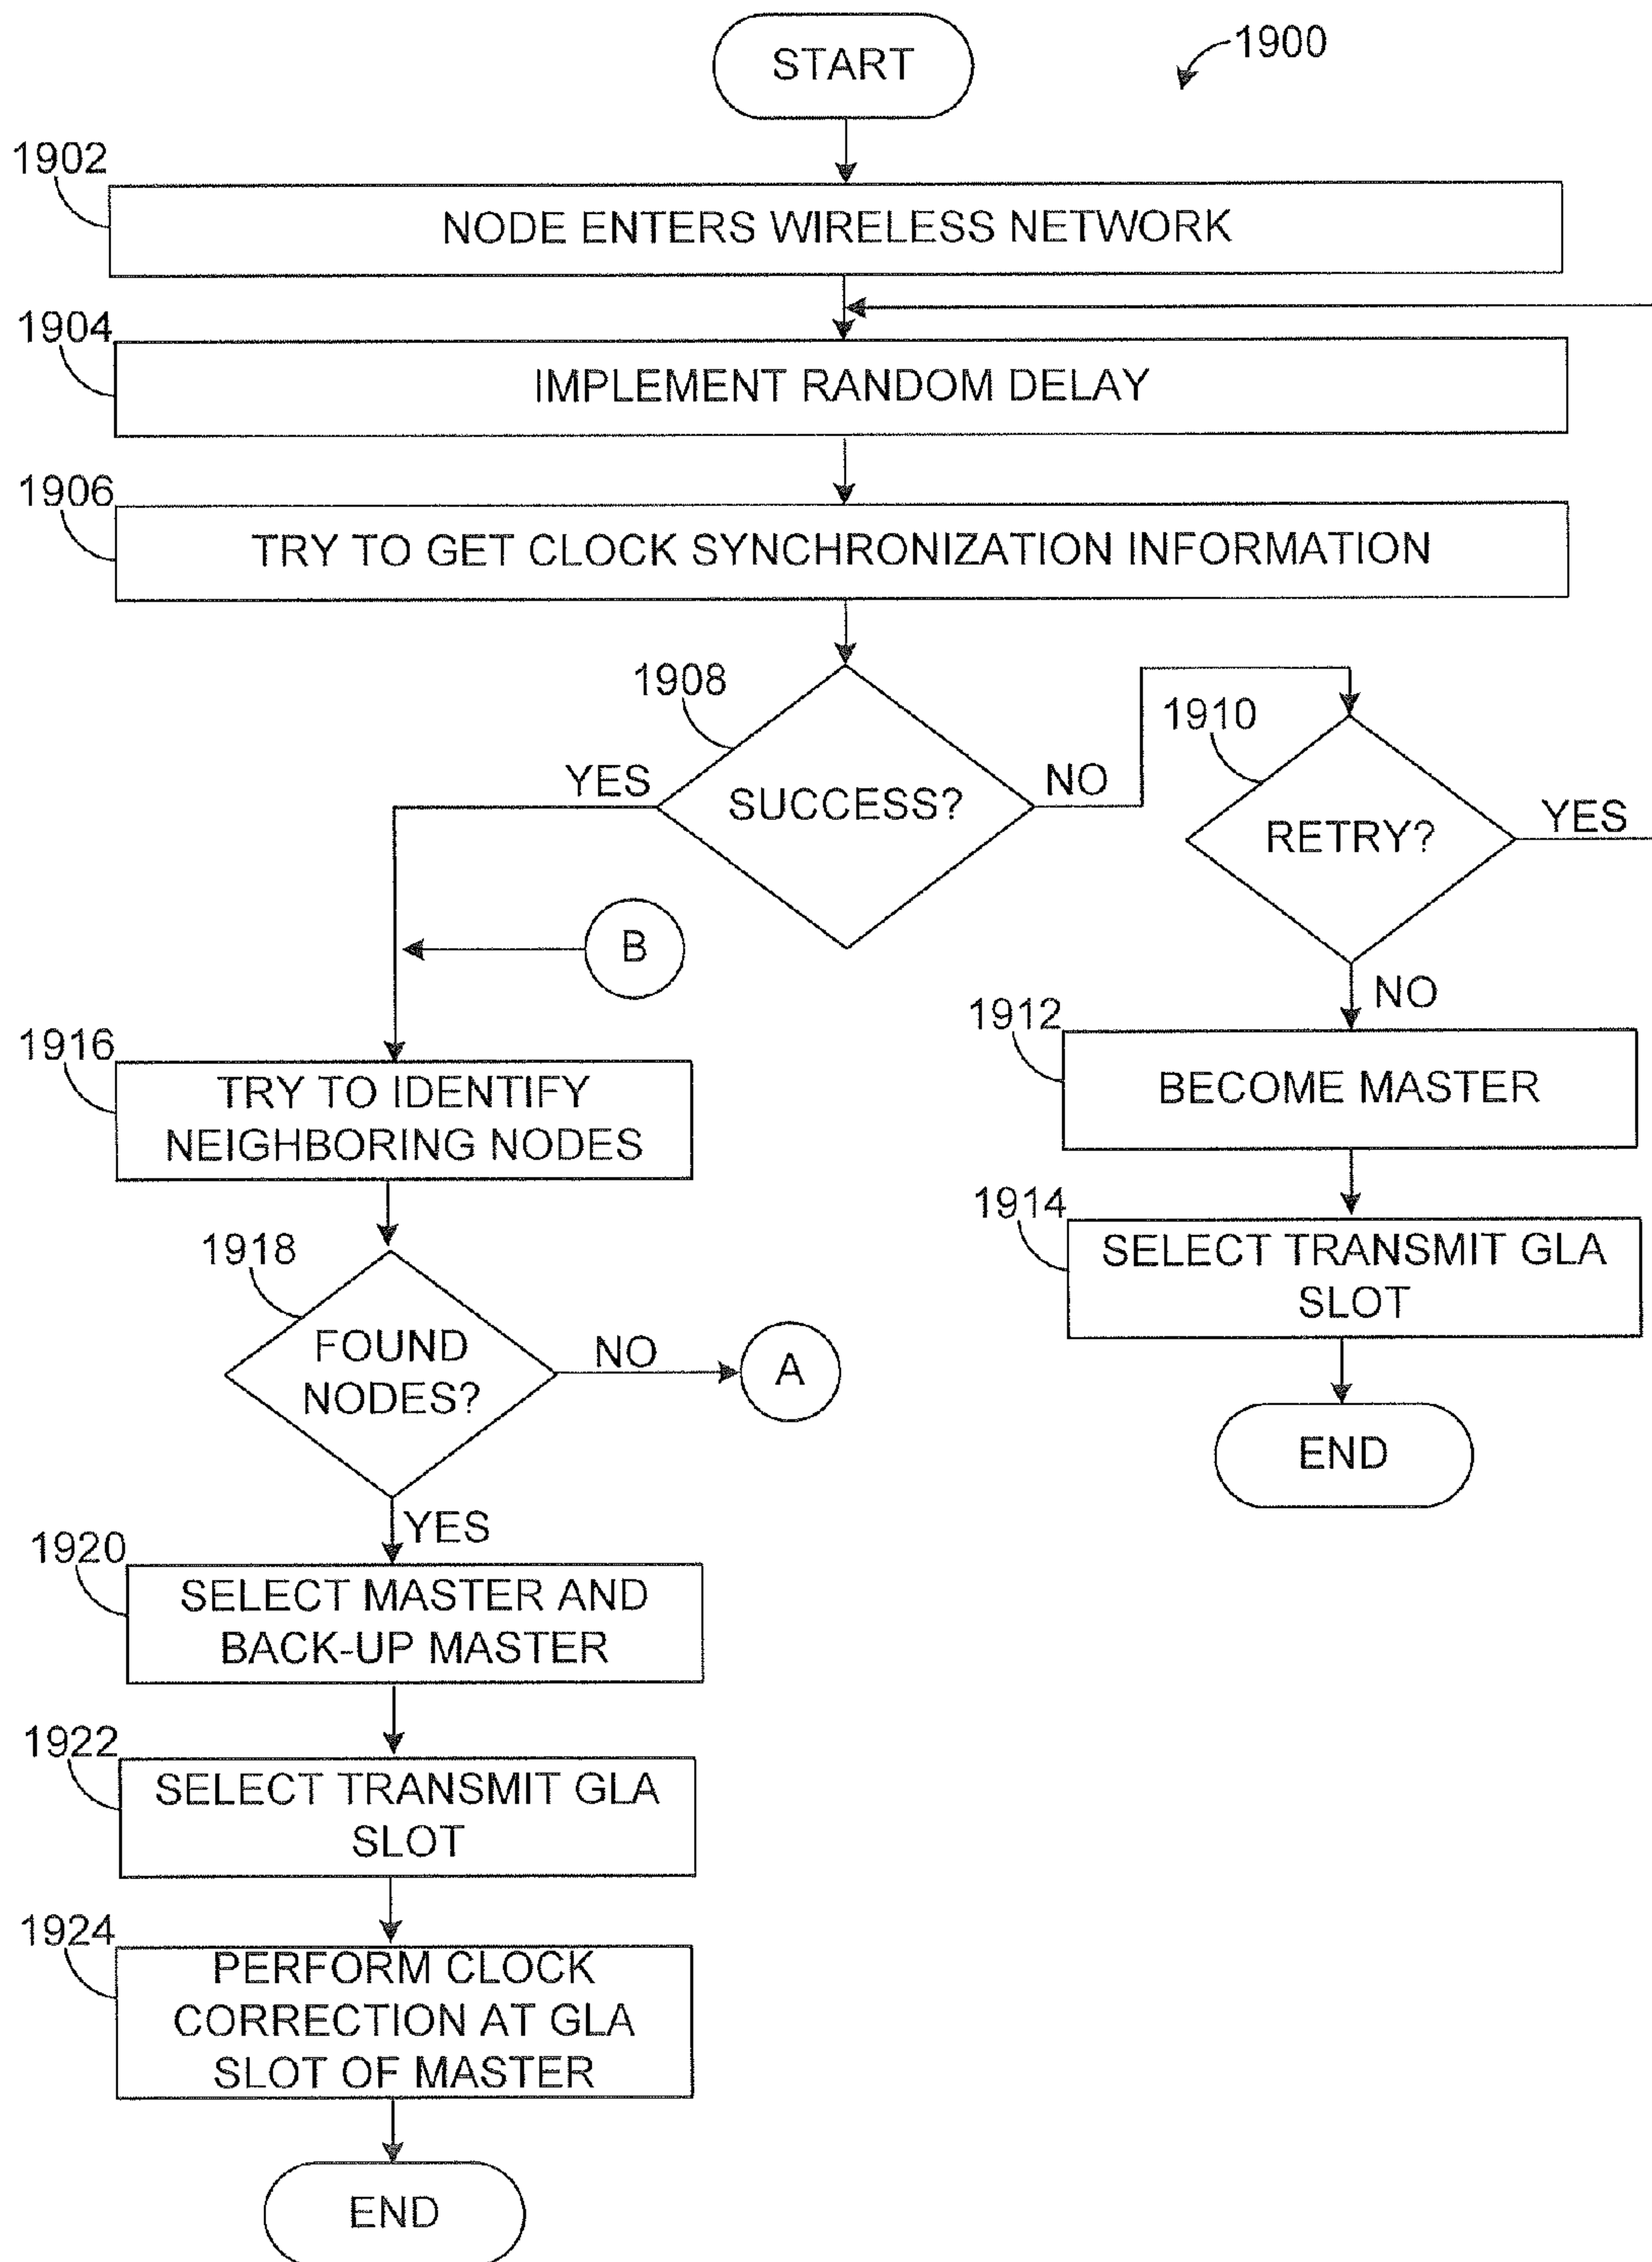 START
1900
1902
NODE ENTERS WIRELESS NETWORK
1904
IMPLEMENT RANDOM DELAY
1906
TRY TO GET CLOCK SYNCHRONIZATION INFORMATION
1908
SUCCESS?
YES
NO
1910
RETRY?
YES
NO
B
1912
BECOME MASTER
1914
SELECT TRANSMIT GLA
SLOT
END
1916
TRY TO IDENTIFY
NEIGHBORING NODES
1918
FOUND
NODES?
NO
A
YES
1920
SELECT MASTER AND
BACK-UP MASTER
1922
SELECT TRANSMIT GLA
SLOT
1924
PERFORM CLOCK
CORRECTION AT GLA
SLOT OF MASTER
END